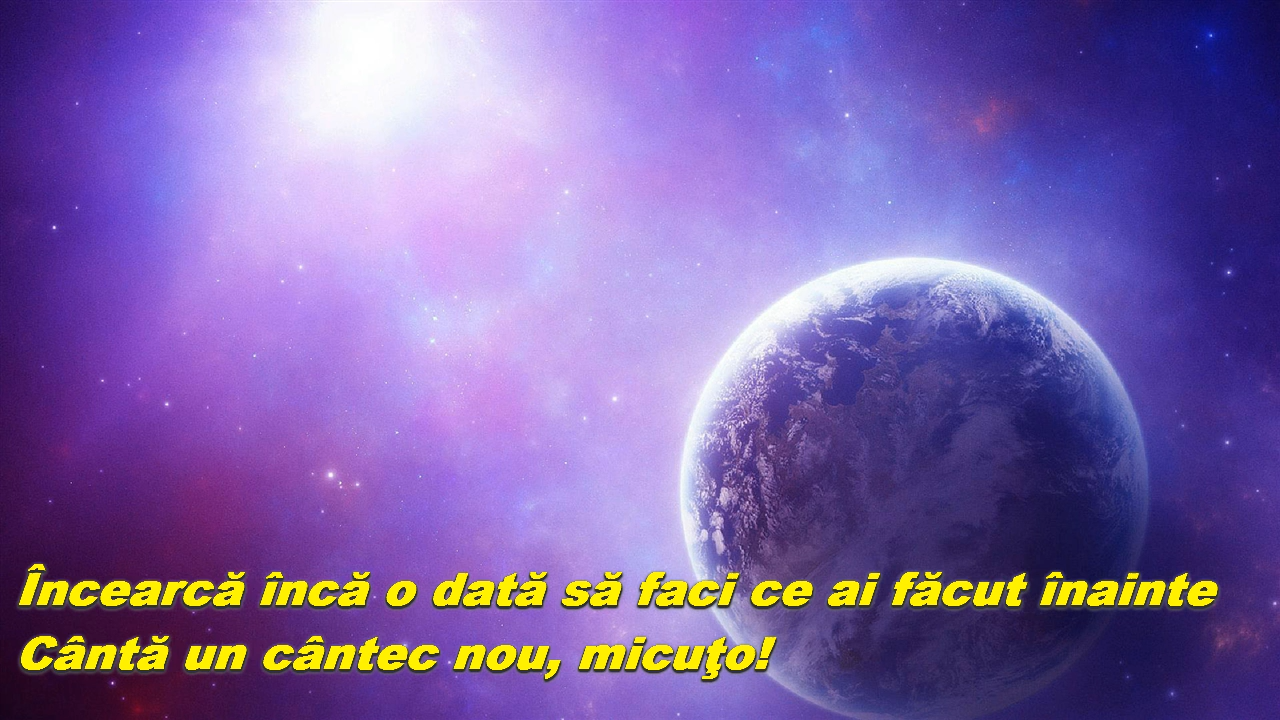 Încearcă încă o dată să faci ce ai făcut înainte
Cântă un cântec nou, micuţo!